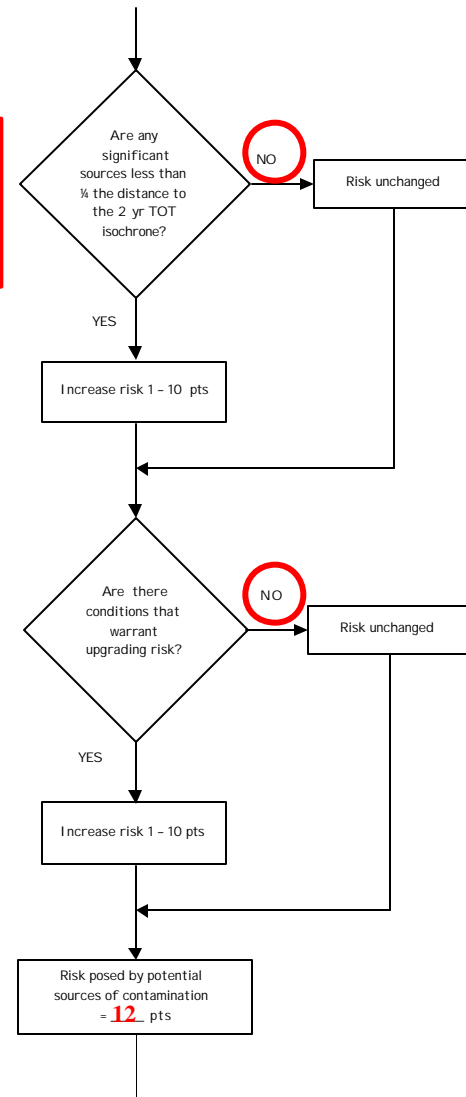 Are any
significant
sources less than
¼ the distance to
the 2 yr TOT
isochrone?
NO
Risk unchanged
YES
Increase risk 1 – 10 pts
Are there
conditions that
warrant
upgrading risk?
NO
Risk unchanged
YES
Increase risk 1 – 10 pts
Risk posed by potential
sources of contamination
= 12 pts